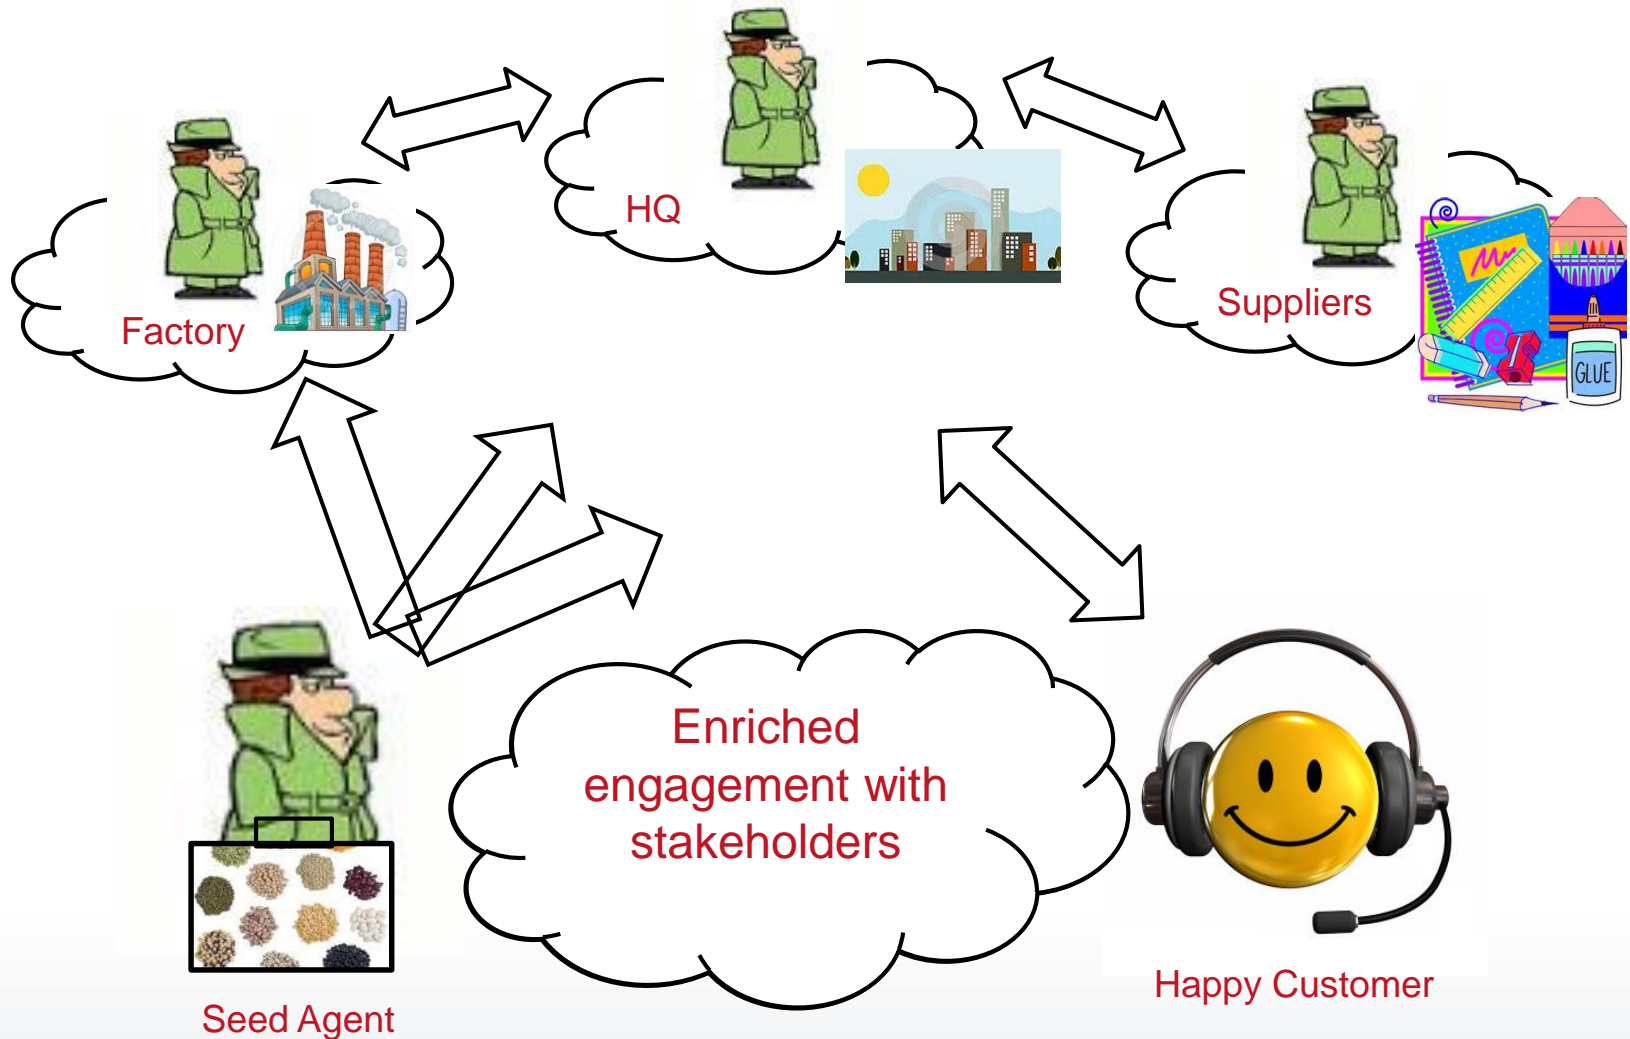 HQ
Factory
Suppliers
GLUE
Enriched
engagement with
stakeholders
Happy Customer
Seed Agent